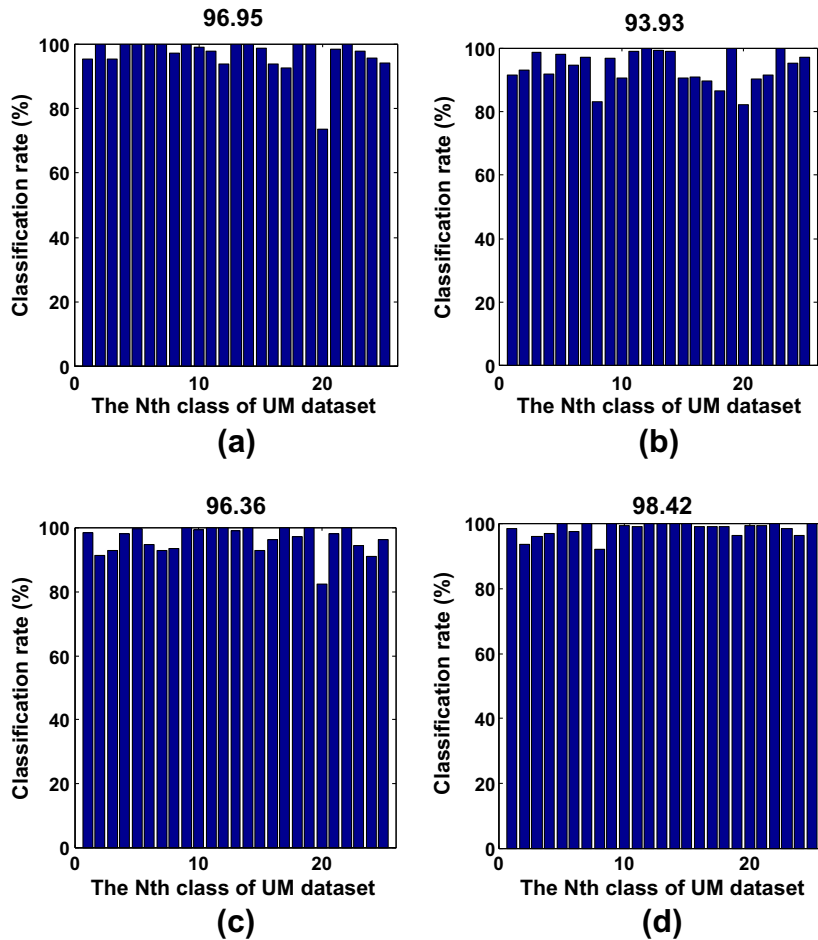 96.95
Classification rate (%)
100
80
60
40
20
0
0 10 20
The Nth class of UM dataset
(a)
93.93
Classification rate (%)
100
80
60
40
20
0
0 10 20
The Nth class of UM dataset
(b)
96.36
Classification rate (%)
100
80
60
40
20
0
0 10 20
The Nth class of UM dataset
(c)
98.42
Classification rate (%)
100
80
60
40
20
0
0 10 20
The Nth class of UM dataset
(d)